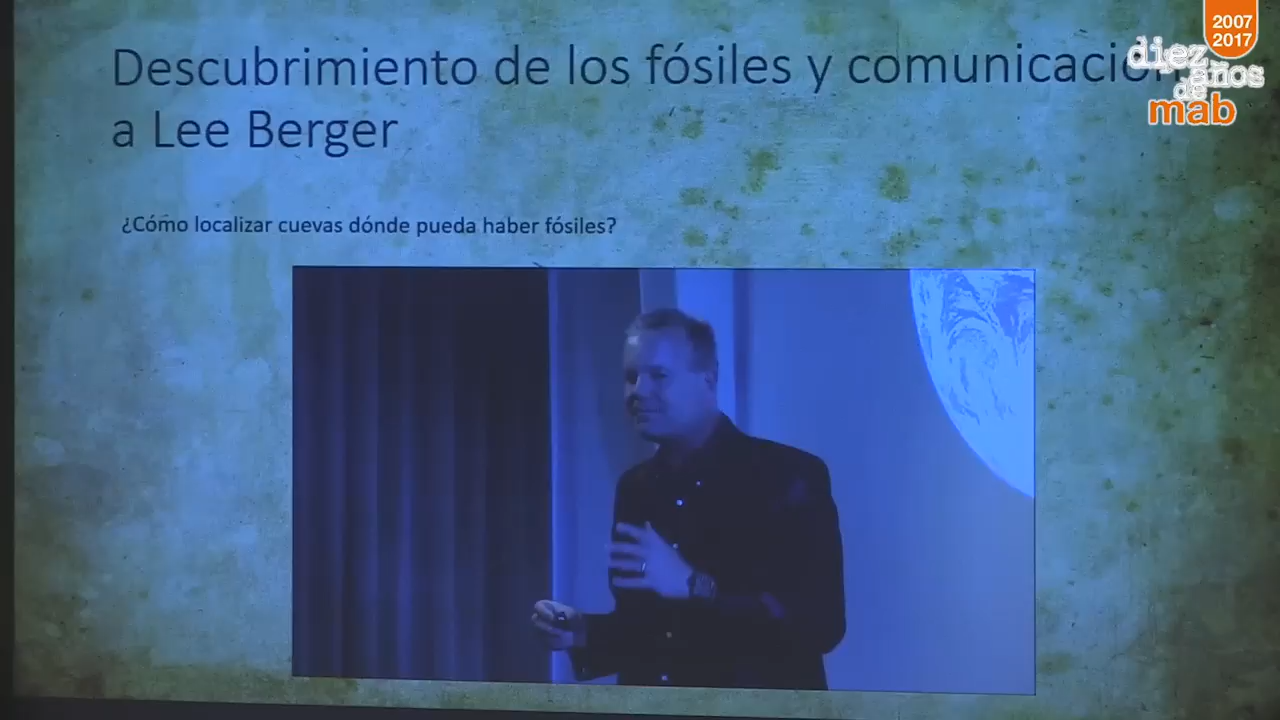 2007
2017
diez
años
de
mab
Descubrimiento de los fósiles y comunicación
a Lee Berger
¿Cómo localizar cuevas dónde pueda haber fósiles?